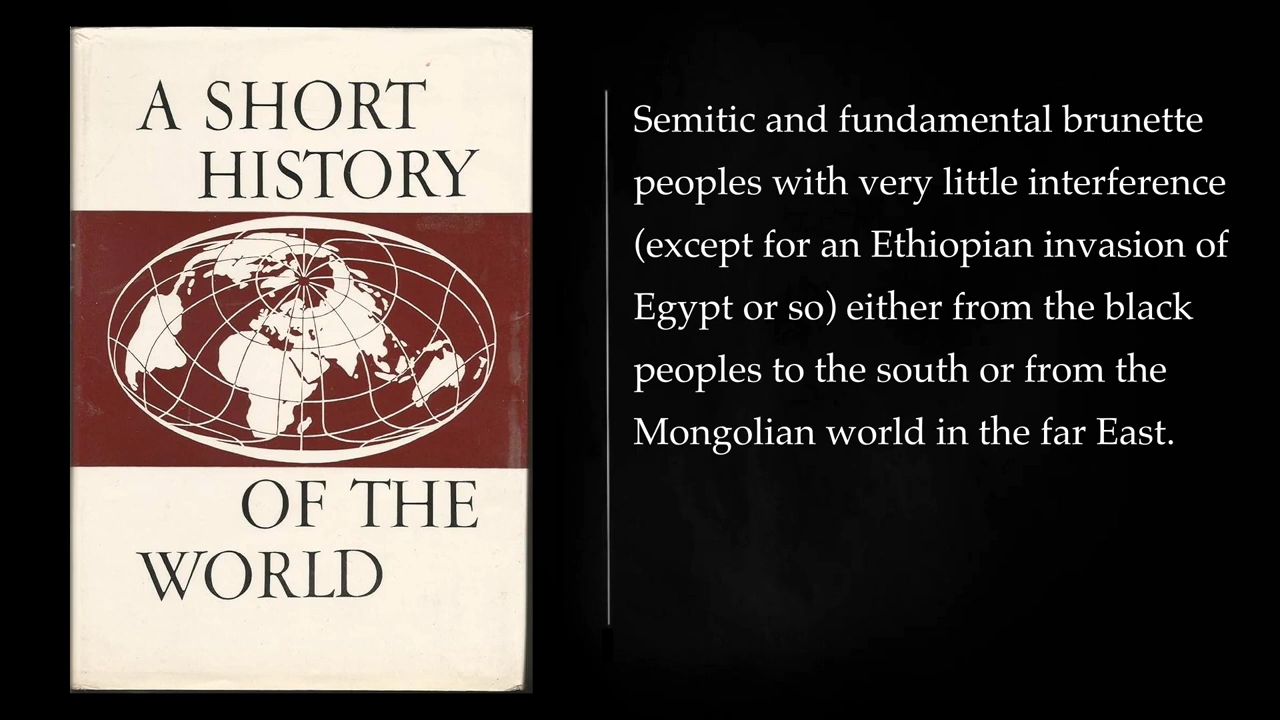 A SHORT
HISTORY
OF THE
WORLD
Semitic and fundamental brunette
peoples with very little interference
(except for an Ethiopian invasion of
Egypt or so) either from the black
peoples to the south or from the
Mongolian world in the far East.